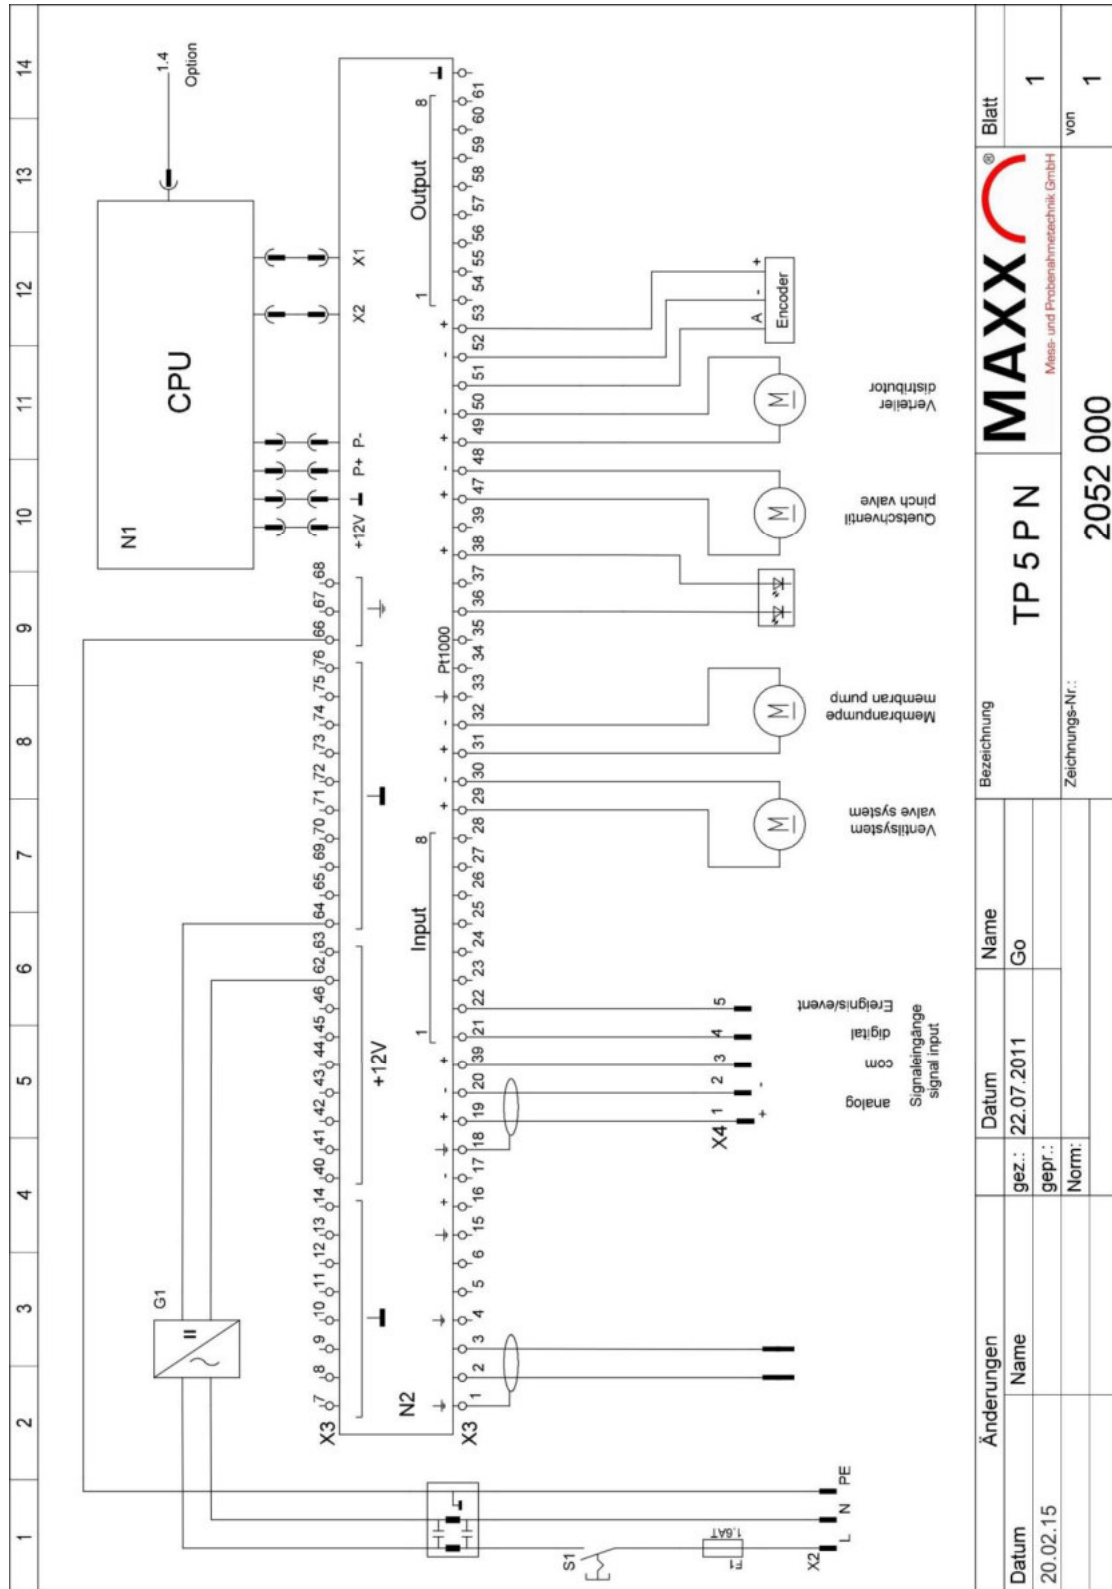 1 2 3 4 5 6 7 8 9 10 11 12 13 14
1.4
Option
N1
CPU
+12V P+ P- X2 X1
G1
X3
7 8 9 10 11 12 13 14 40 41 42 43 44 45 46 62 63 64 65 69 70 71 72 73 74 75 76 66 67 68
+12V
N2
Input
1 8
Pt1000
Output
1 8
+ - + - + - + - + + - + - - +
X3
1 2 3 4 5 6 15 16 17 18 19 20 39 21 22 23 24 25 26 27 28 29 30 31 32 33 34 35 36 37 38 39 47 48 49 50 51 52 53 54 55 56 57 58 59 60 61
S1
F1
1,6AT
X2
L N PE
X4
1 2 3 4 5
+ -
analog
com
digital
Ereignis/event
Signaleingänge
signal input
M
Ventilsystem
valve system
M
Membranpumpe
membran pump
M
Quetschventil
pinch valve
M
Verteiler
distributor
A - +
Encoder
Änderungen
Datum
Name
20.02.15
Datum
Name
gez.:
22.07.2011
Go
gepr.:
Norm:
Bezeichnung
TP 5 P N
Zeichnungs-Nr.:
2052 000
MAXX®
Mess- und Probenahmetechnik GmbH
Blatt
1
von
1